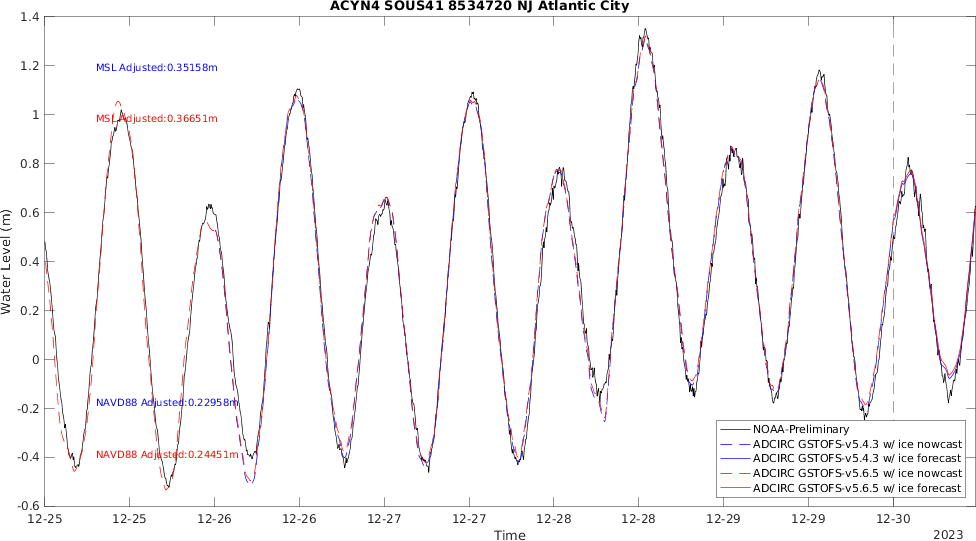 ACYN4 SOUS41 8534720 NJ Atlantic City
1.4
1.2
1
0.8
0.6
0.4
0.2
0
-0.2
-0.4
-0.6
Water Level (m)
MSL Adjusted:0.35158m
MSL Adjusted:0.36651m
NAVD88 Adjusted:0.22958m
NAVD88 Adjusted:0.24451m
NOAA-Preliminary
ADCIRC GSTOFS-v5.4.3 w/ ice nowcast
ADCIRC GSTOFS-v5.4.3 w/ ice forecast
ADCIRC GSTOFS-v5.6.5 w/ ice nowcast
ADCIRC GSTOFS-v5.6.5 w/ ice forecast
12-25 12-25 12-26 12-26 12-27 12-27 12-28 12-28 12-29 12-29 12-30
Time
2023